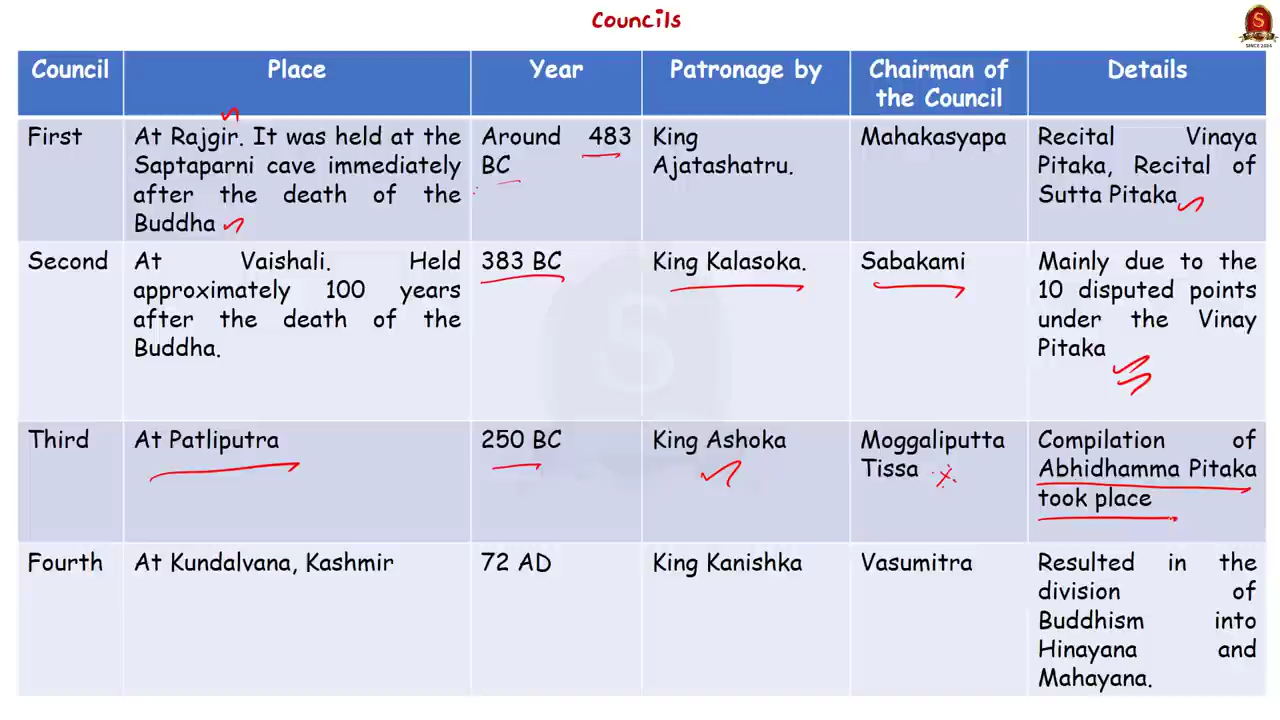 Councils
S
SINCE 2004
Council Place Year Patronage by Chairman of
the Council Details
First At Rajgir. It was held at the
Saptaparni cave immediately
after the death of the
Buddha
Around 483
BC
King
Ajatashatru.
Mahakasyapa
Recital Vinaya
Pitaka, Recital of
Sutta Pitaka
Second At Vaishali. Held
approximately 100 years
after the death of the
Buddha.
383 BC
King Kalasoka.
Sabakami
Mainly due to the
10 disputed points
under the Vinay
Pitaka
S
Third At Patliputra
250 BC
King Ashoka
Moggaliputta
Tissa
Compilation of
Abhidhamma Pitaka
took place
Fourth At Kundalvana, Kashmir
72 AD
King Kanishka
Vasumitra
Resulted in the
division of
Buddhism into
Hinayana and
Mahayana.